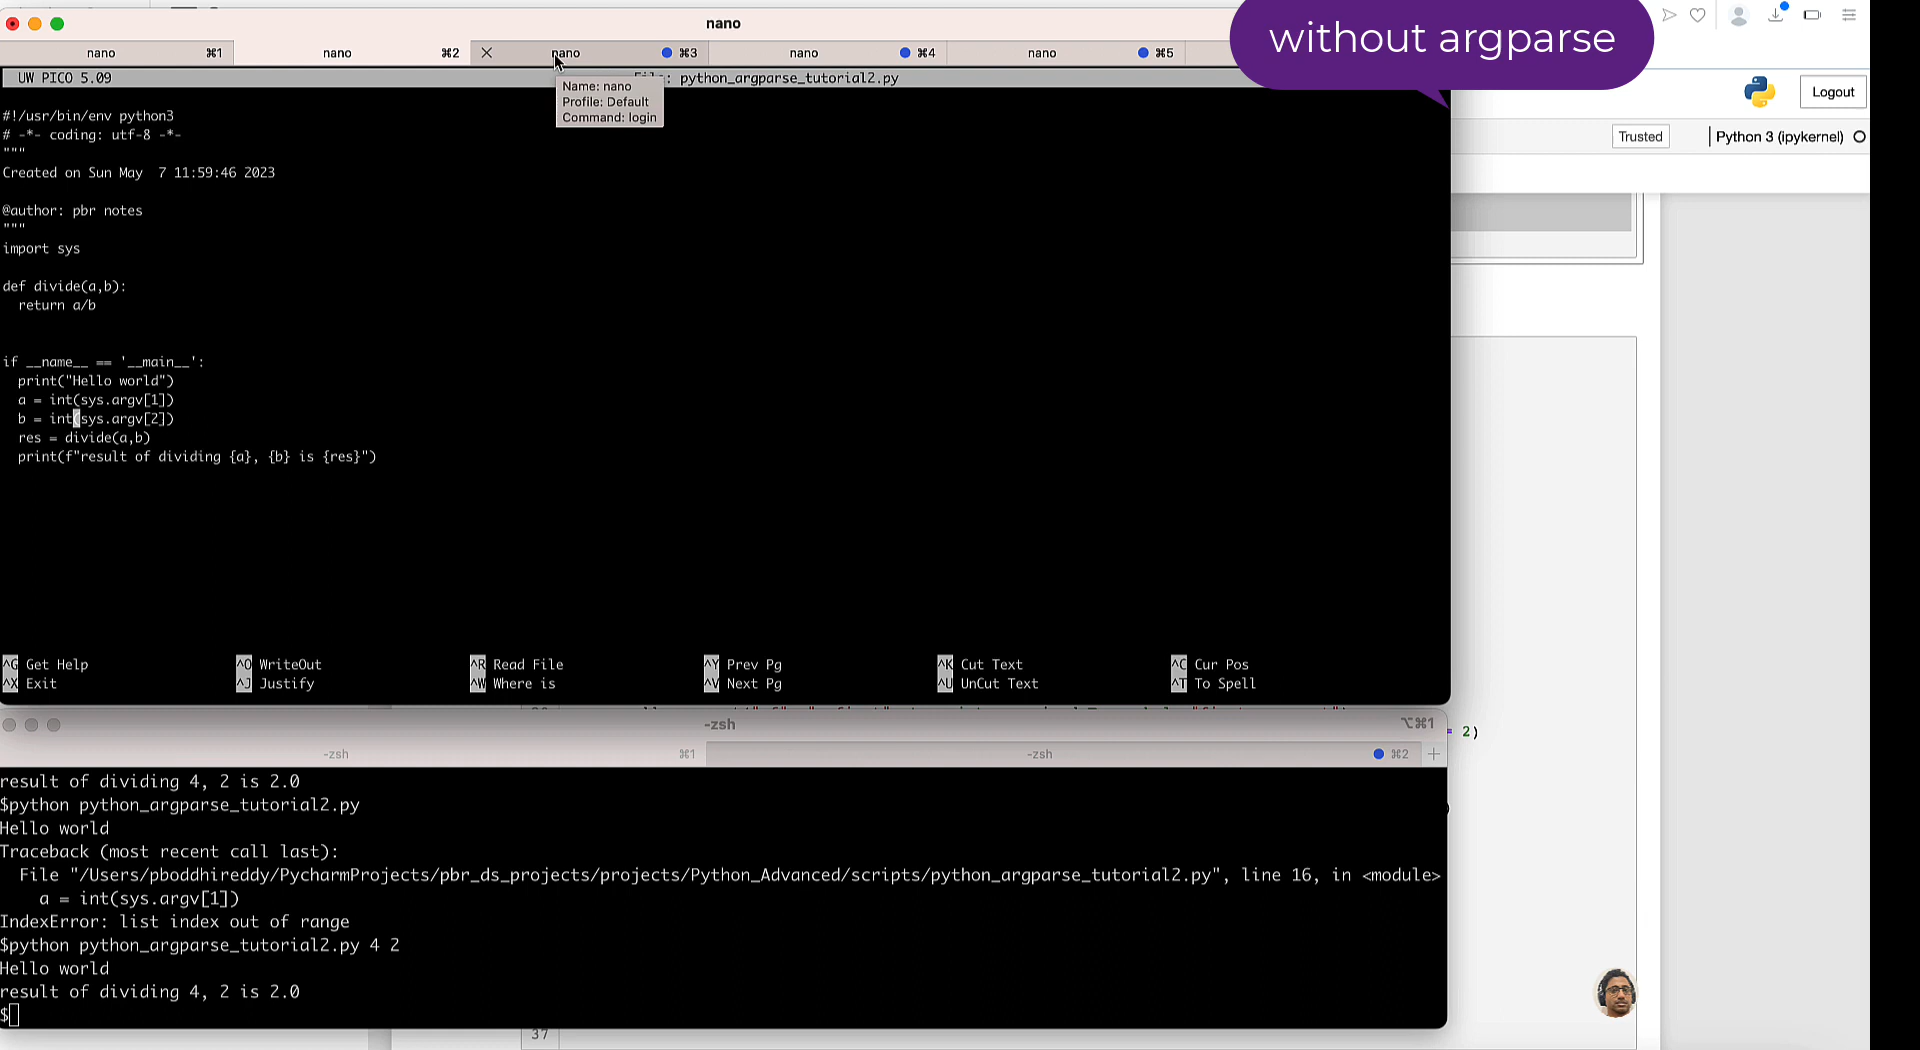 nano
without argparse
nano ⌘1 nano ⌘2 nano ⌘3 nano ⌘4 nano ⌘5
UW PICO 5.09 File: python_argparse_tutorial2.py
Name: nano
Profile: Default
Command: login
Logout
Trusted Python 3 (ipykernel)
#!/usr/bin/env python3
# -*- coding: utf-8 -*-
"""
Created on Sun May  7 11:59:46 2023
@author: pbr notes
"""
import sys
def divide(a,b):
  return a/b
if __name__ == '__main__':
  print("Hello world")
  a = int(sys.argv[1])
  b = int(sys.argv[2])
  res = divide(a,b)
  print(f"result of dividing {a}, {b} is {res}")
^G Get Help ^O WriteOut ^R Read File ^Y Prev Pg ^K Cut Text ^C Cur Pos
^X Exit ^J Justify ^W Where is ^V Next Pg ^U UnCut Text ^T To Spell
-zsh ⌥⌘1
= 2)
-zsh ⌘1 -zsh ⌘2
result of dividing 4, 2 is 2.0
$python python_argparse_tutorial2.py
)
Hello world
Traceback (most recent call last):
  File "/Users/pboddhireddy/PycharmProjects/pbr_ds_projects/projects/Python_Advanced/scripts/python_argparse_tutorial2.py", line 16, in <module>
    a = int(sys.argv[1])
IndexError: list index out of range
$python python_argparse_tutorial2.py 4 2
Hello world
result of dividing 4, 2 is 2.0
$
37